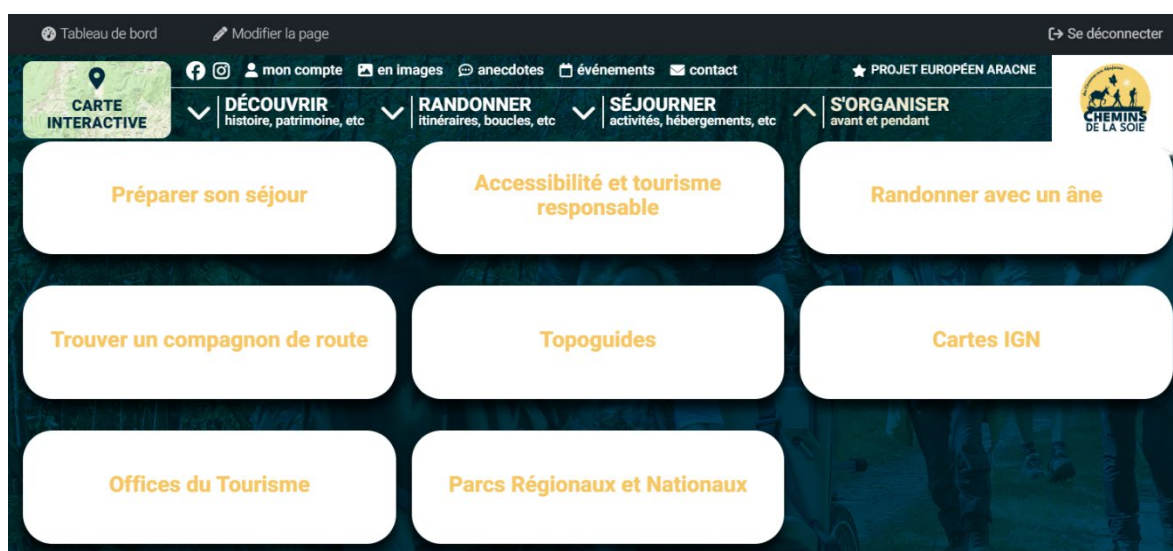 Tableau de bord
Modifier la page
Se déconnecter
mon compte
en images
anecdotes
événements
contact
PROJET EUROPÉEN ARACNE
CARTE
INTERACTIVE
DÉCOUVRIR
histoire, patrimoine, etc
RANDONNER
itinéraires, boucles, etc
SÉJOURNER
activités, hébergements, etc
S'ORGANISER
avant et pendant
CHEMINS
DE LA SOIE
Préparer son séjour
Accessibilité et tourisme
responsable
Randonner avec un âne
Trouver un compagnon de route
Topoguides
Cartes IGN
Offices du Tourisme
Parcs Régionaux et Nationaux